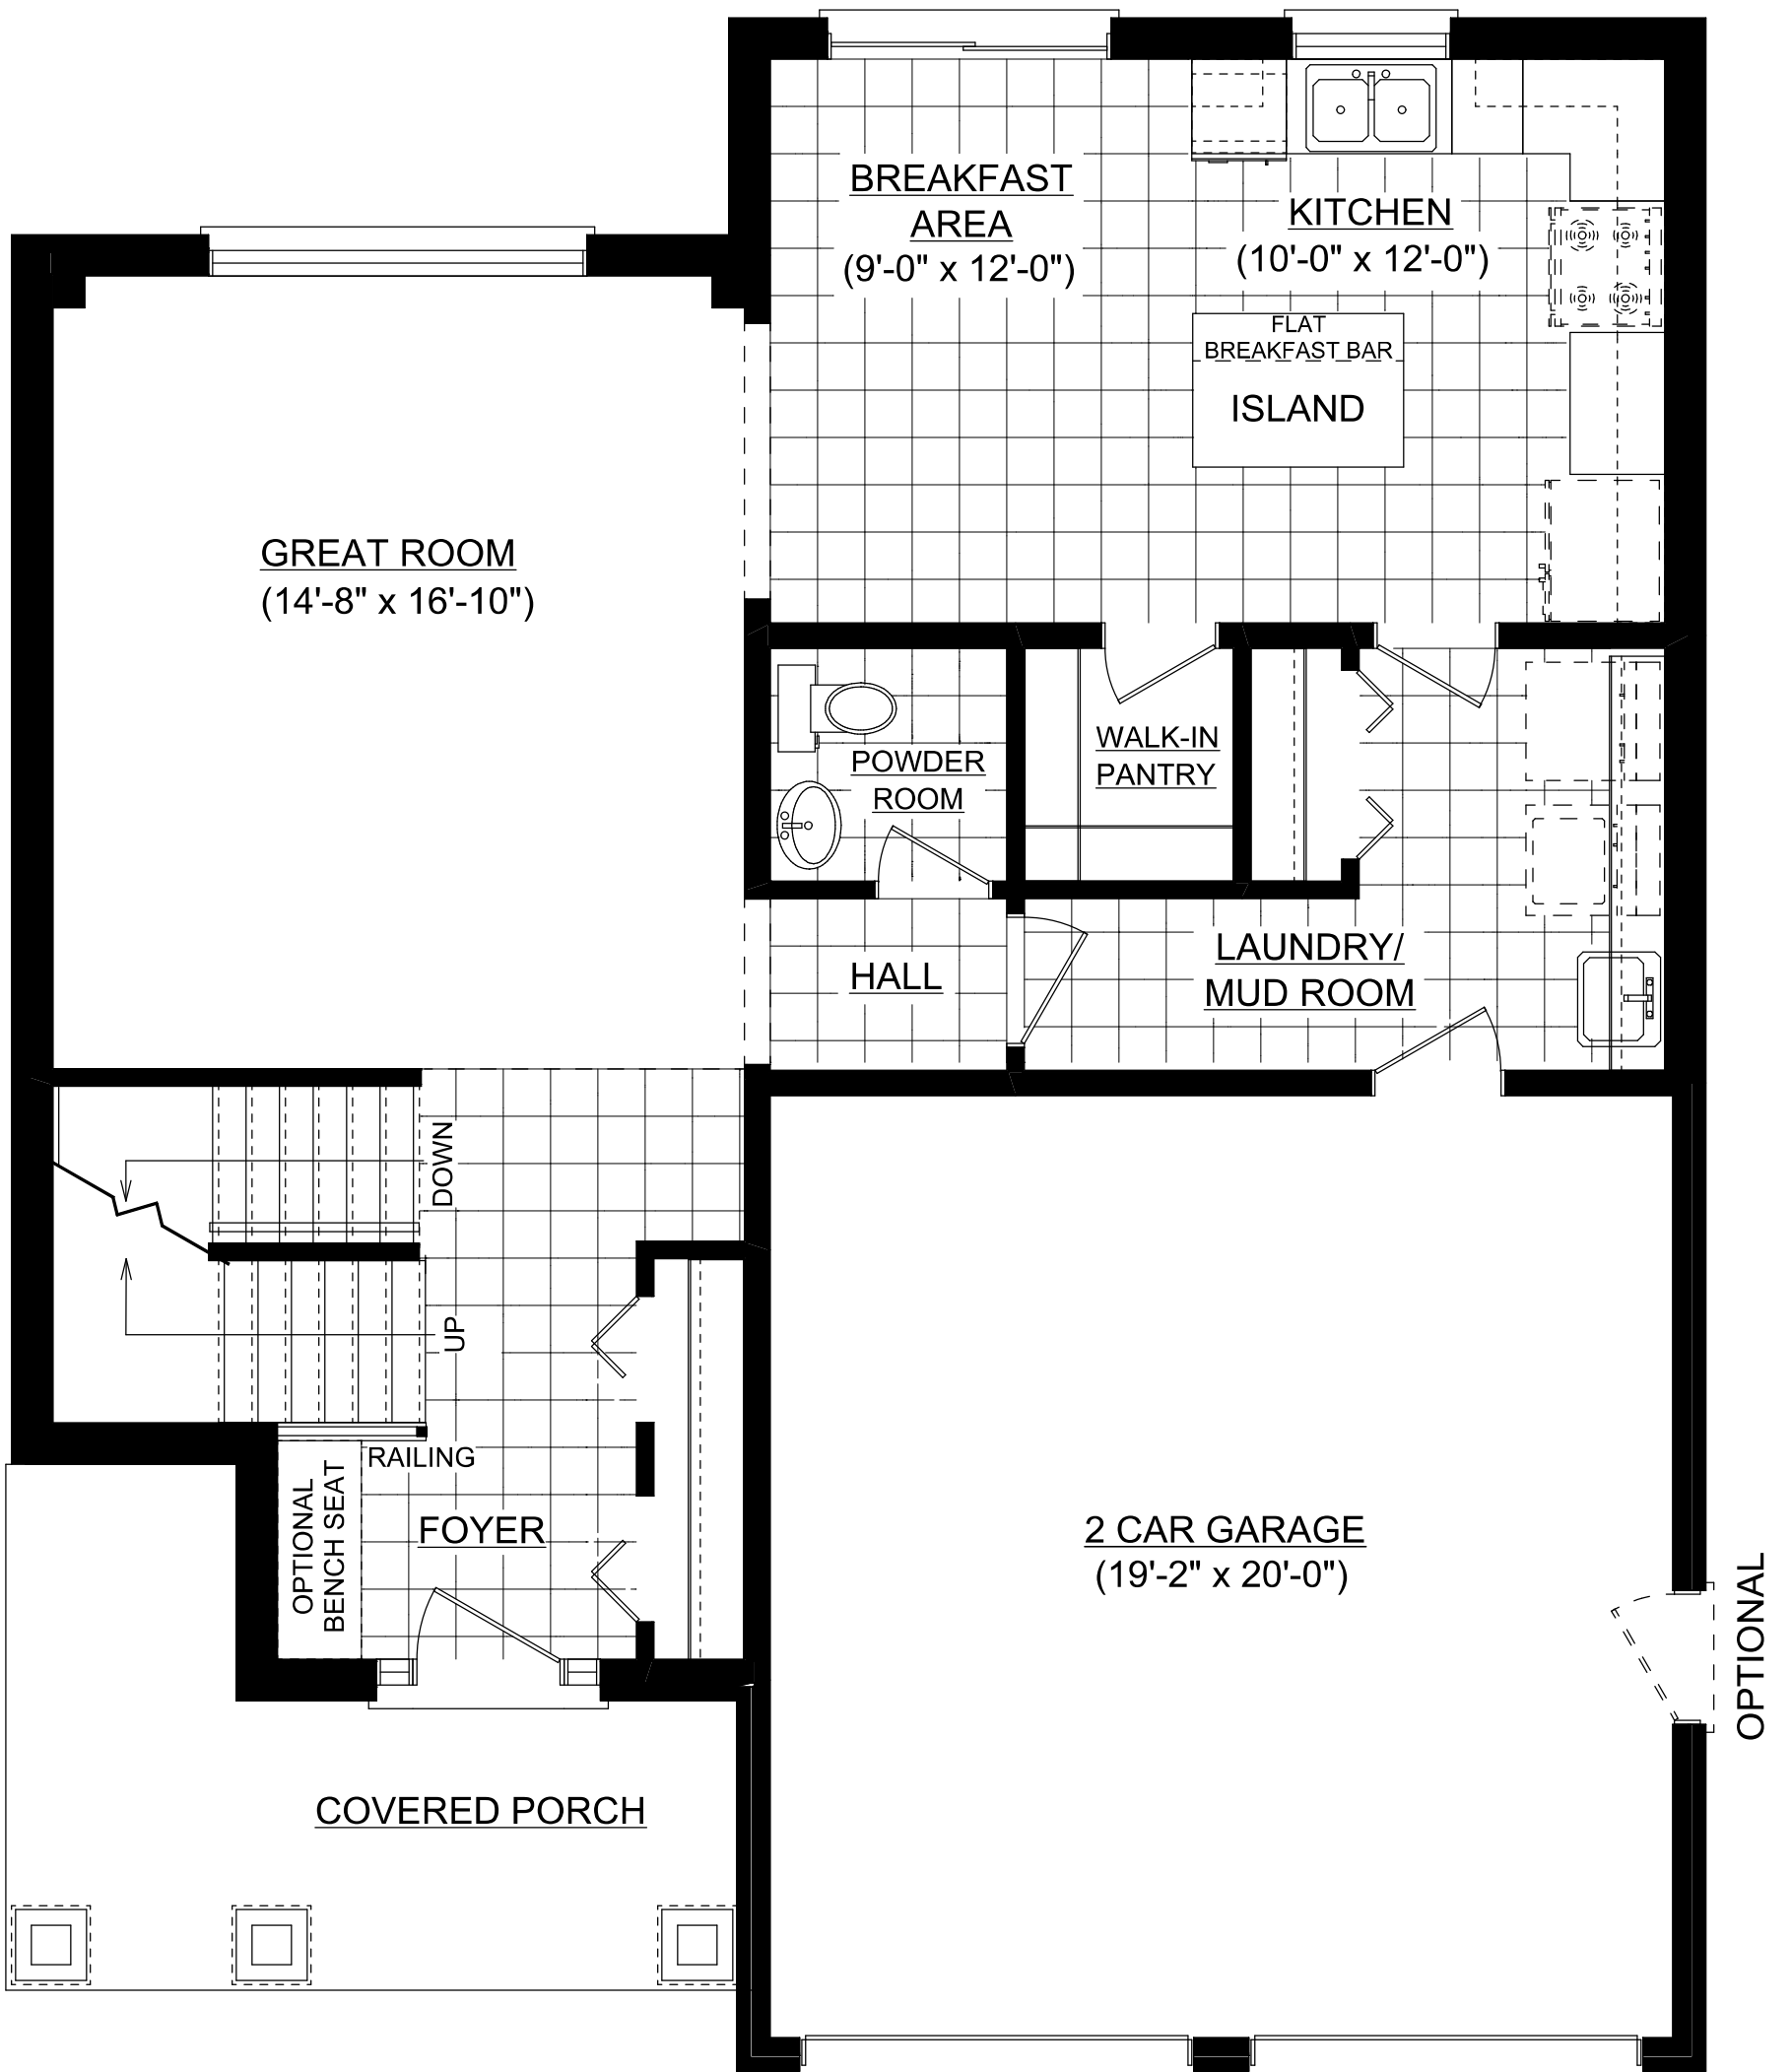 BREAKFAST
AREA
(9'-0" x 12'-0")
KITCHEN
(10'-0" x 12'-0")
FLAT
BREAKFAST BAR
ISLAND
GREAT ROOM
(14'-8" x 16'-10")
POWDER
ROOM
WALK-IN
PANTRY
HALL
LAUNDRY/
MUD ROOM
DOWN
UP
RAILING
OPTIONAL
BENCH SEAT
FOYER
2 CAR GARAGE
(19'-2" x 20'-0")
OPTIONAL
COVERED PORCH